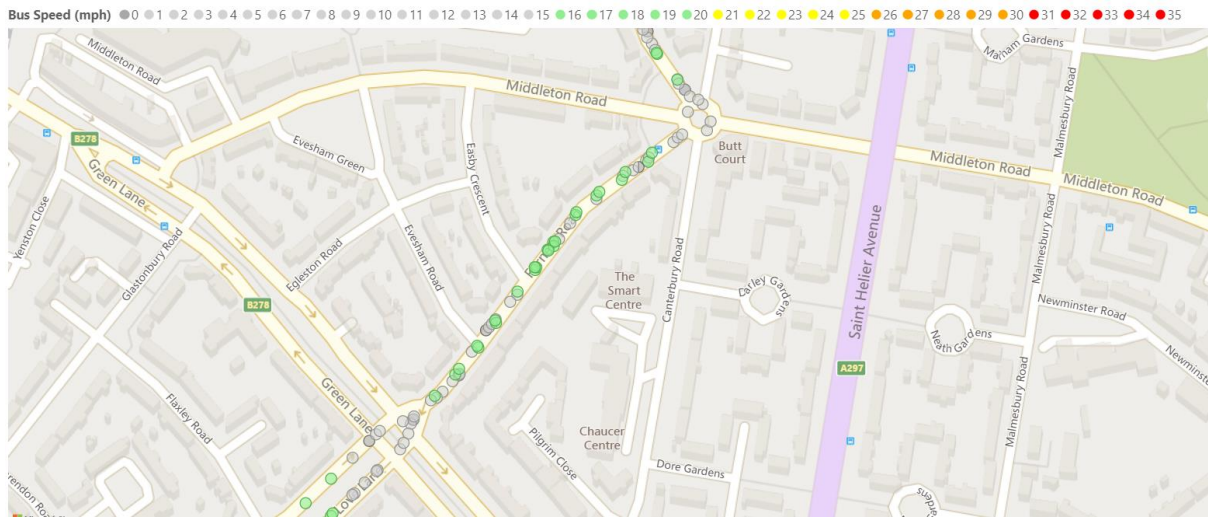 Bus Speed (mph) 0 1 2 3 4 5 6 7 8 9 10 11 12 13 14 15 16 17 18 19 20 21 22 23 24 25 26 27 28 29 30 31 32 33 34 35
Middleton Road
Malham Gardens
Middleton Road
Malmesbury Road
B278
Evesham Green
Easby Crescent
Butt
Court
Middleton Road
Middleton Road
Green Lane
Yenston Close
Glastonbury Road
Egleston Road
Evesham Road
Canterbury Road
Saint Helier Avenue
Malmesbury Road
The
Smart
Centre
Darley Gardens
B278
Newminster Road
Neath Gardens
Newminster
A297
Green Lane
Flaxley Road
Malmesbury Road
Chaucer
Centre
Pilgrim Close
Dore Gardens
Gardens